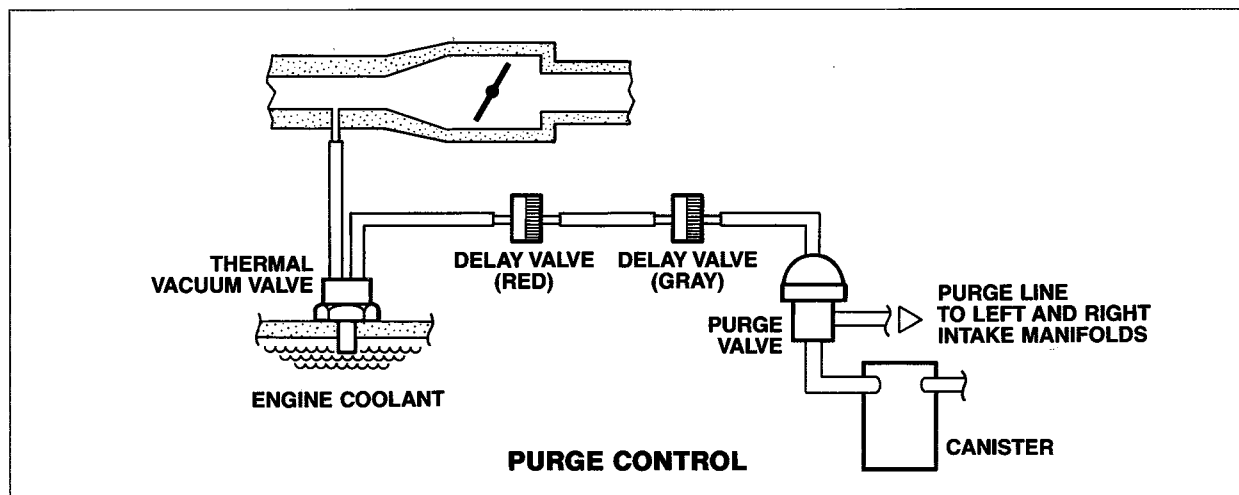 THERMAL
VACUUM VALVE
DELAY VALVE
(RED)
DELAY VALVE
(GRAY)
PURGE
VALVE
PURGE LINE
TO LEFT AND RIGHT
INTAKE MANIFOLDS
ENGINE COOLANT
CANISTER
PURGE CONTROL